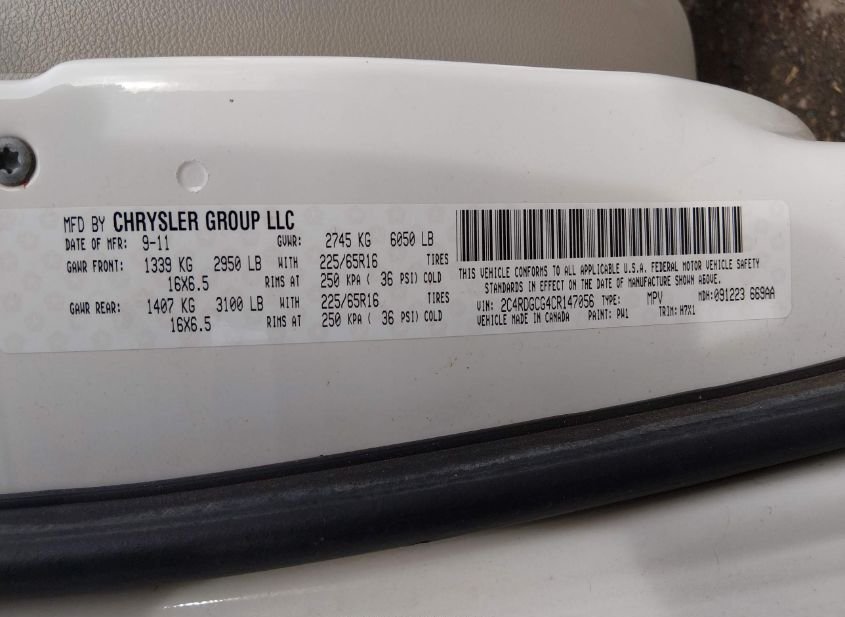 MFD BY CHRYSLER GROUP LLC
DATE OF MFR: 9-11 GVWR: 2745 KG 6050 LB
GAWR FRONT: 1339 KG 2950 LB WITH 225/65R16 TIRES
16X6.5 RIMS AT 250 KPA ( 36 PSI) COLD
GAWR REAR: 1407 KG 3100 LB WITH 225/65R16 TIRES
16X6.5 RIMS AT 250 KPA ( 36 PSI) COLD
THIS VEHICLE CONFORMS TO ALL APPLICABLE U.S.A. FEDERAL MOTOR VEHICLE SAFETY
STANDARDS IN EFFECT ON THE DATE OF MANUFACTURE SHOWN ABOVE.
VIN: 2C4RDGCG4CR147056 TYPE: MPV MDH: 091223 669AA
VEHICLE MADE IN CANADA PAINT: PW1 TRIM: H7X1